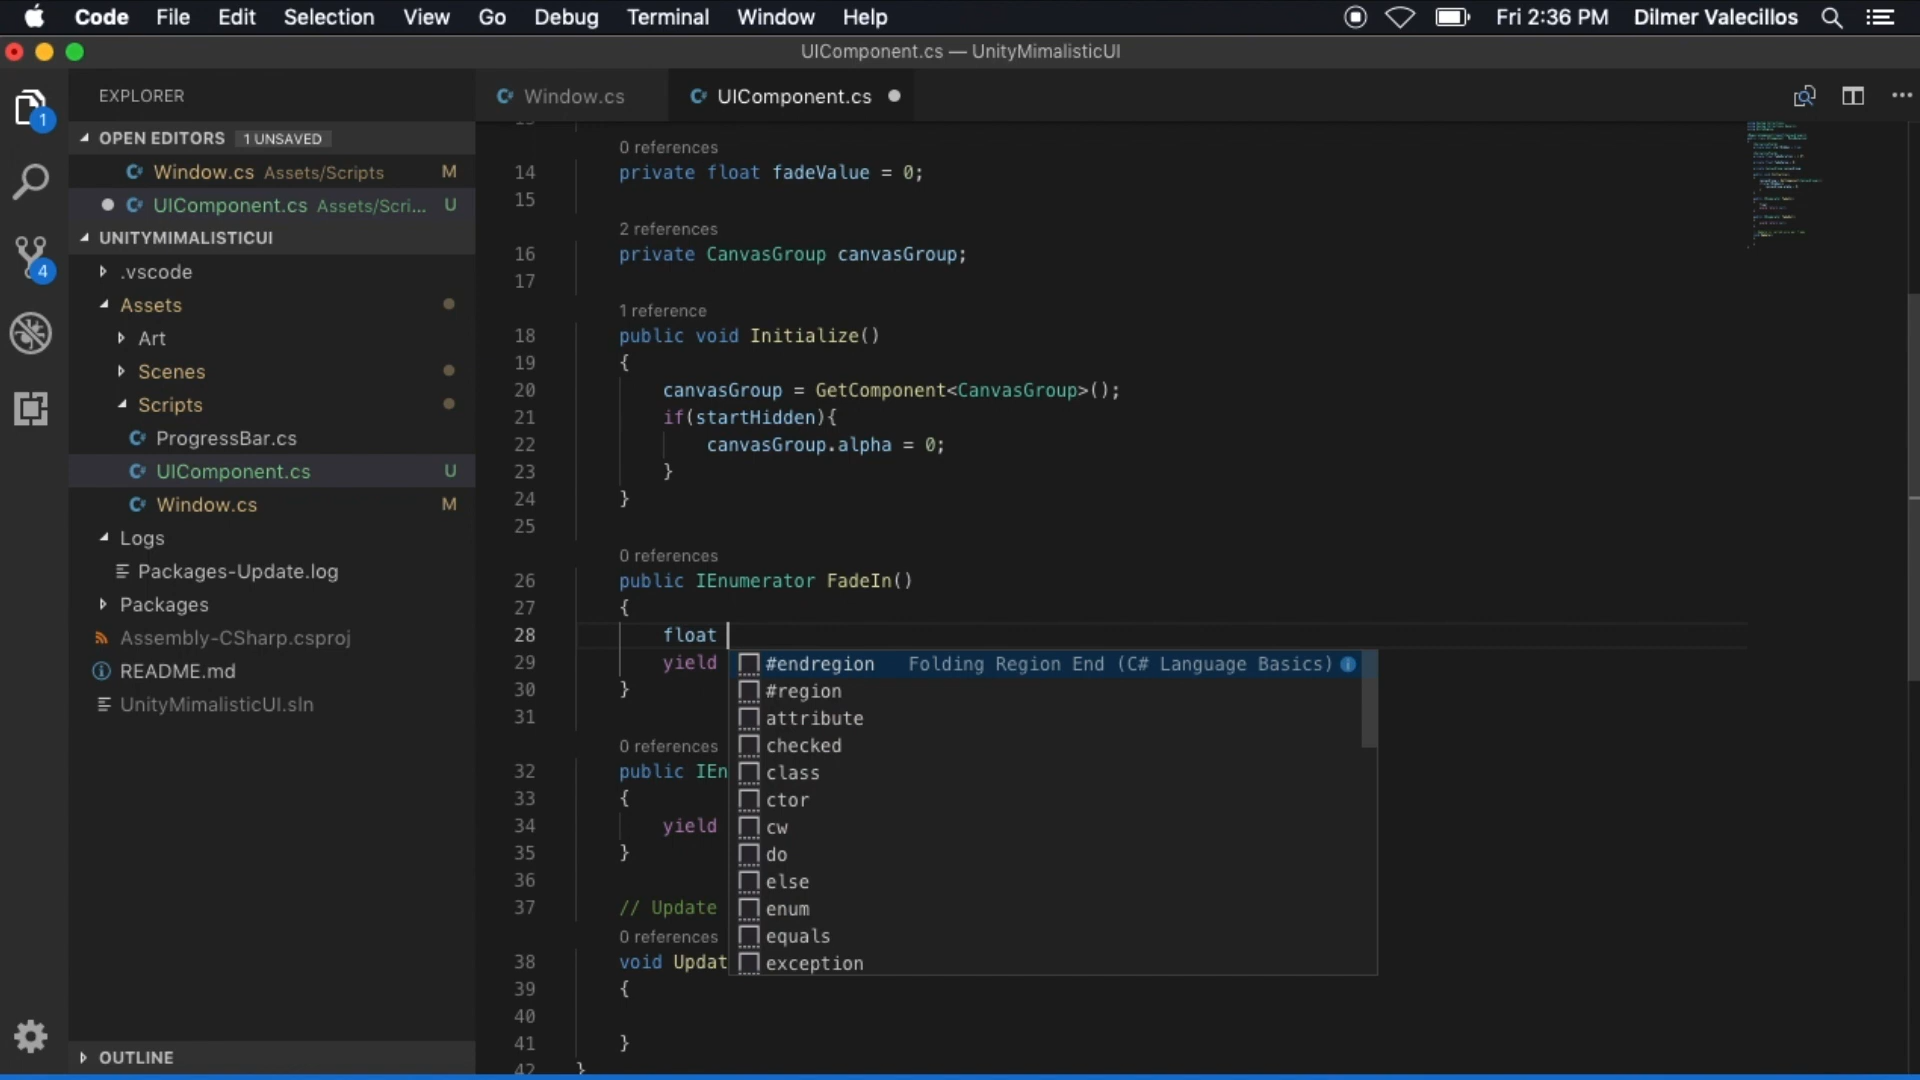 Code File Edit Selection View Go Debug Terminal Window Help Fri 2:36 PM Dilmer Valecillos
UIComponent.cs — UnityMimalisticUI
EXPLORER
OPEN EDITORS 1 UNSAVED
Window.cs Assets/Scripts M
UIComponent.cs Assets/Scri... U
UNITYMIMALISTICUI
.vscode
Assets
Art
Scenes
Scripts
ProgressBar.cs
UIComponent.cs U
Window.cs M
Logs
Packages-Update.log
Packages
Assembly-CSharp.csproj
README.md
UnityMimalisticUI.sln
OUTLINE
1
4
Window.cs UIComponent.cs
0 references
14 private float fadeValue = 0;
15
2 references
16 private CanvasGroup canvasGroup;
17
1 reference
18 public void Initialize()
19 {
20 canvasGroup = GetComponent<CanvasGroup>();
21 if(startHidden){
22 canvasGroup.alpha = 0;
23 }
24 }
25
0 references
26 public IEnumerator FadeIn()
27 {
28 float
29 yield
30 }
31
0 references
32 public IEn
33 {
34 yield
35 }
36
37 // Update
0 references
38 void Updat
39 {
40
41 }
42 }
#endregion Folding Region End (C# Language Basics)
#region
attribute
checked
class
ctor
cw
do
else
enum
equals
exception